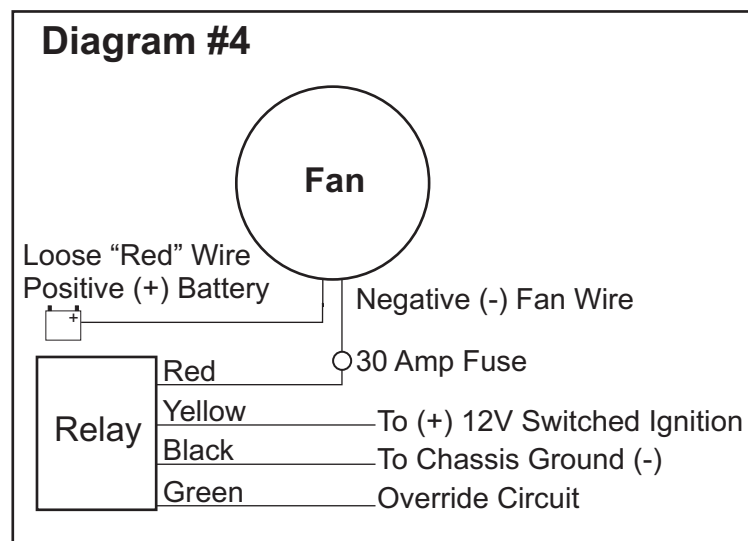 Diagram #4
Fan
Loose “Red” Wire
Positive (+) Battery
+
Negative (-) Fan Wire
30 Amp Fuse
Relay
Red
Yellow
To (+) 12V Switched Ignition
Black
To Chassis Ground (-)
Green
Override Circuit